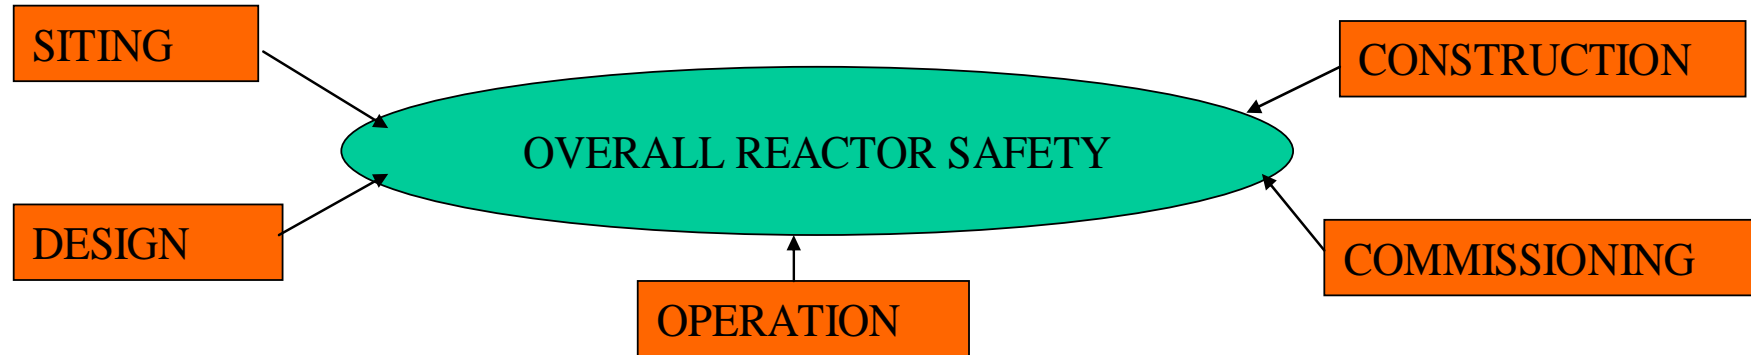 SITING
CONSTRUCTION
OVERALL REACTOR SAFETY
DESIGN
COMMISSIONING
OPERATION